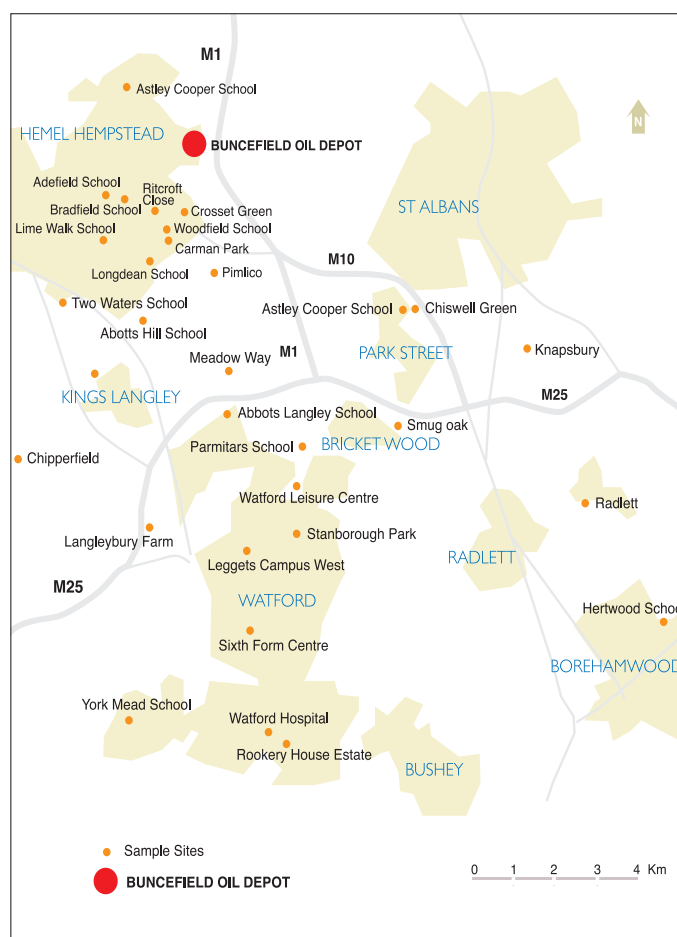 M1
Astley Cooper School
HEMEL HEMPSTEAD
BUNCEFIELD OIL DEPOT
N
Adefield School
Ritcroft
Close
Bradfield School
Crosset Green
ST ALBANS
Lime Walk School
Woodfield School
Carman Park
M10
Longdean School
Pimlico
Two Waters School
Astley Cooper School
Chiswell Green
Abotts Hill School
M1
PARK STREET
Knapsbury
Meadow Way
KINGS LANGLEY
M25
Abbots Langley School
Smug oak
Parmitars School
BRICKET WOOD
Chipperfield
Watford Leisure Centre
Radlett
Langleybury Farm
Stanborough Park
RADLETT
Leggets Campus West
M25
WATFORD
Hertwood Schoo
Sixth Form Centre
BOREHAMWOOD
York Mead School
Watford Hospital
Rookery House Estate
BUSHEY
Sample Sites
BUNCEFIELD OIL DEPOT
0 1 2 3 4 Km